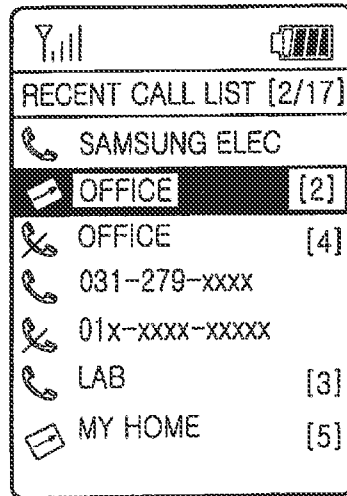 RECENT CALL LIST [2/17]
SAMSUNG ELEC
OFFICE [2]
OFFICE [4]
031-279-xxxx
01x-xxxx-xxxxx
LAB [3]
MY HOME [5]